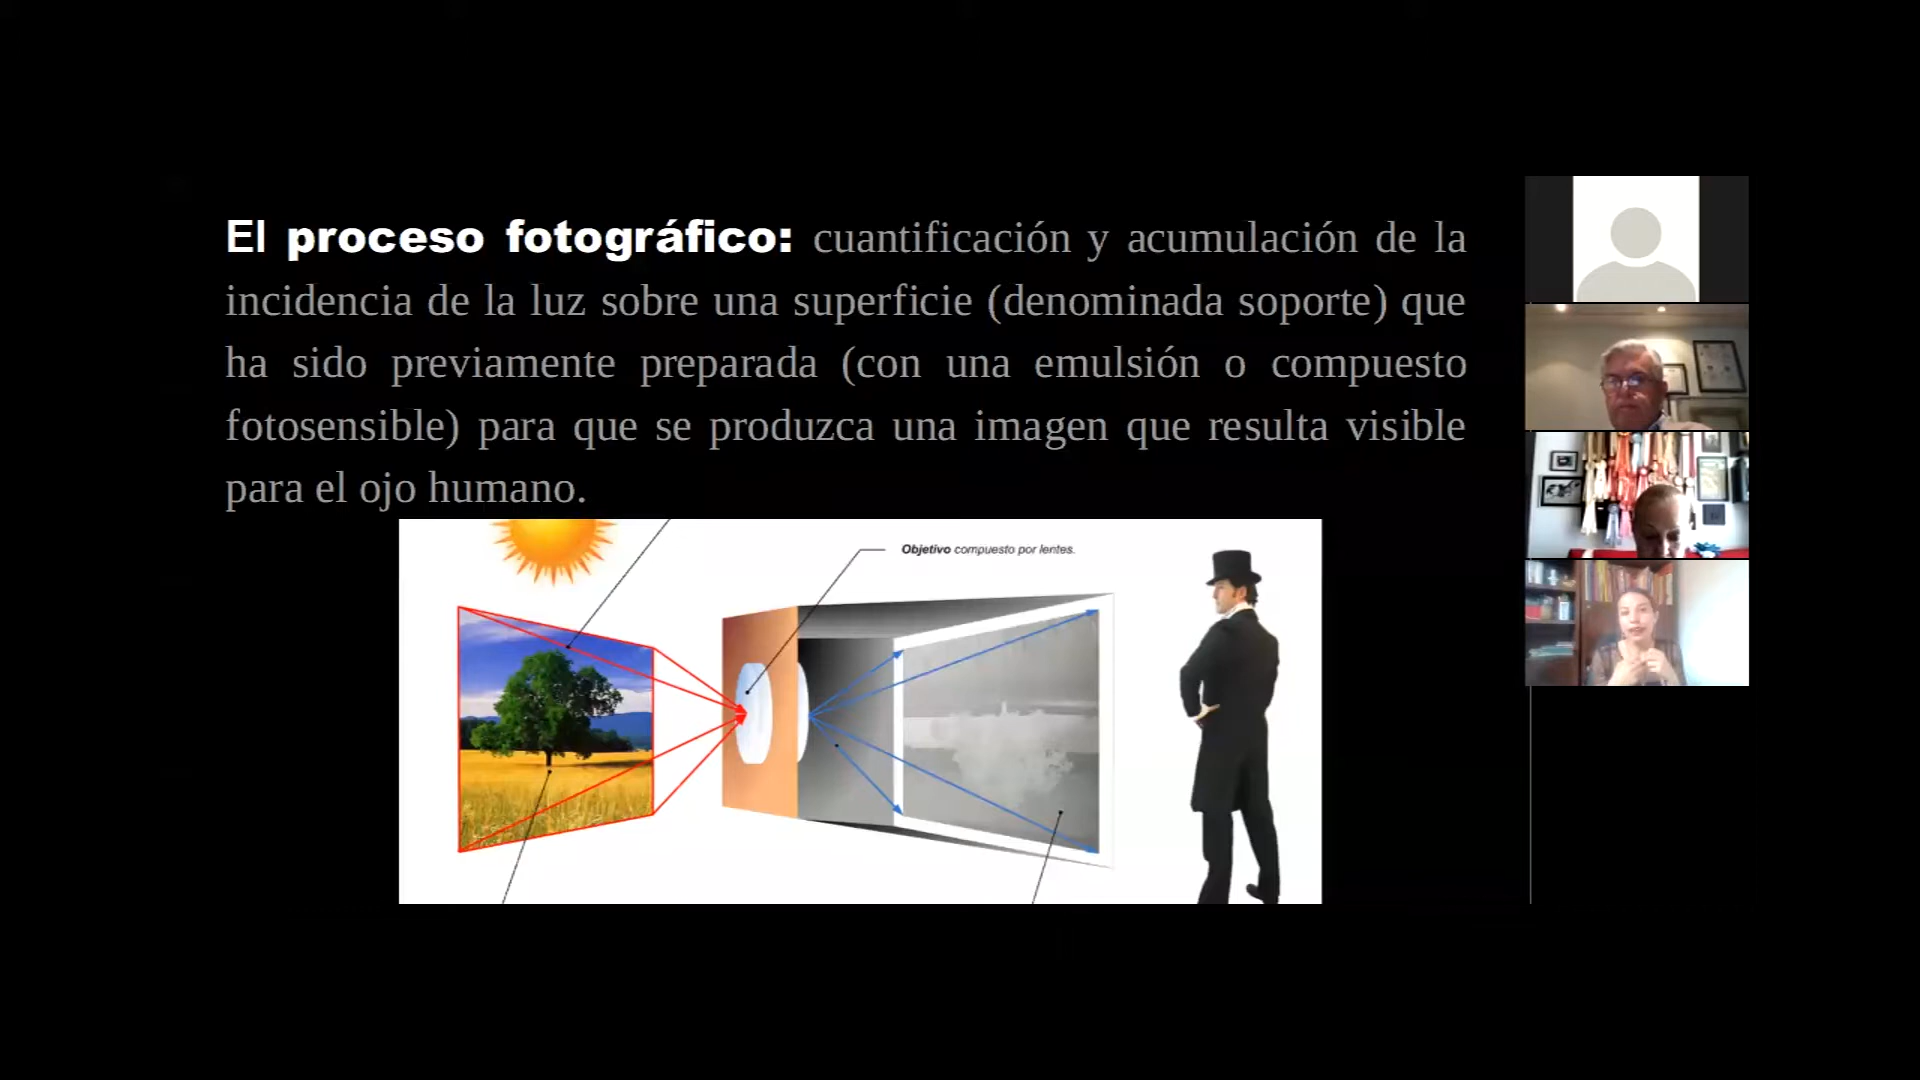 El proceso fotográfico: cuantificación y acumulación de la
incidencia de la luz sobre una superficie (denominada soporte) que
ha sido previamente preparada (con una emulsión o compuesto
fotosensible) para que se produzca una imagen que resulta visible
para el ojo humano.
Objetivo compuesto por lentes.